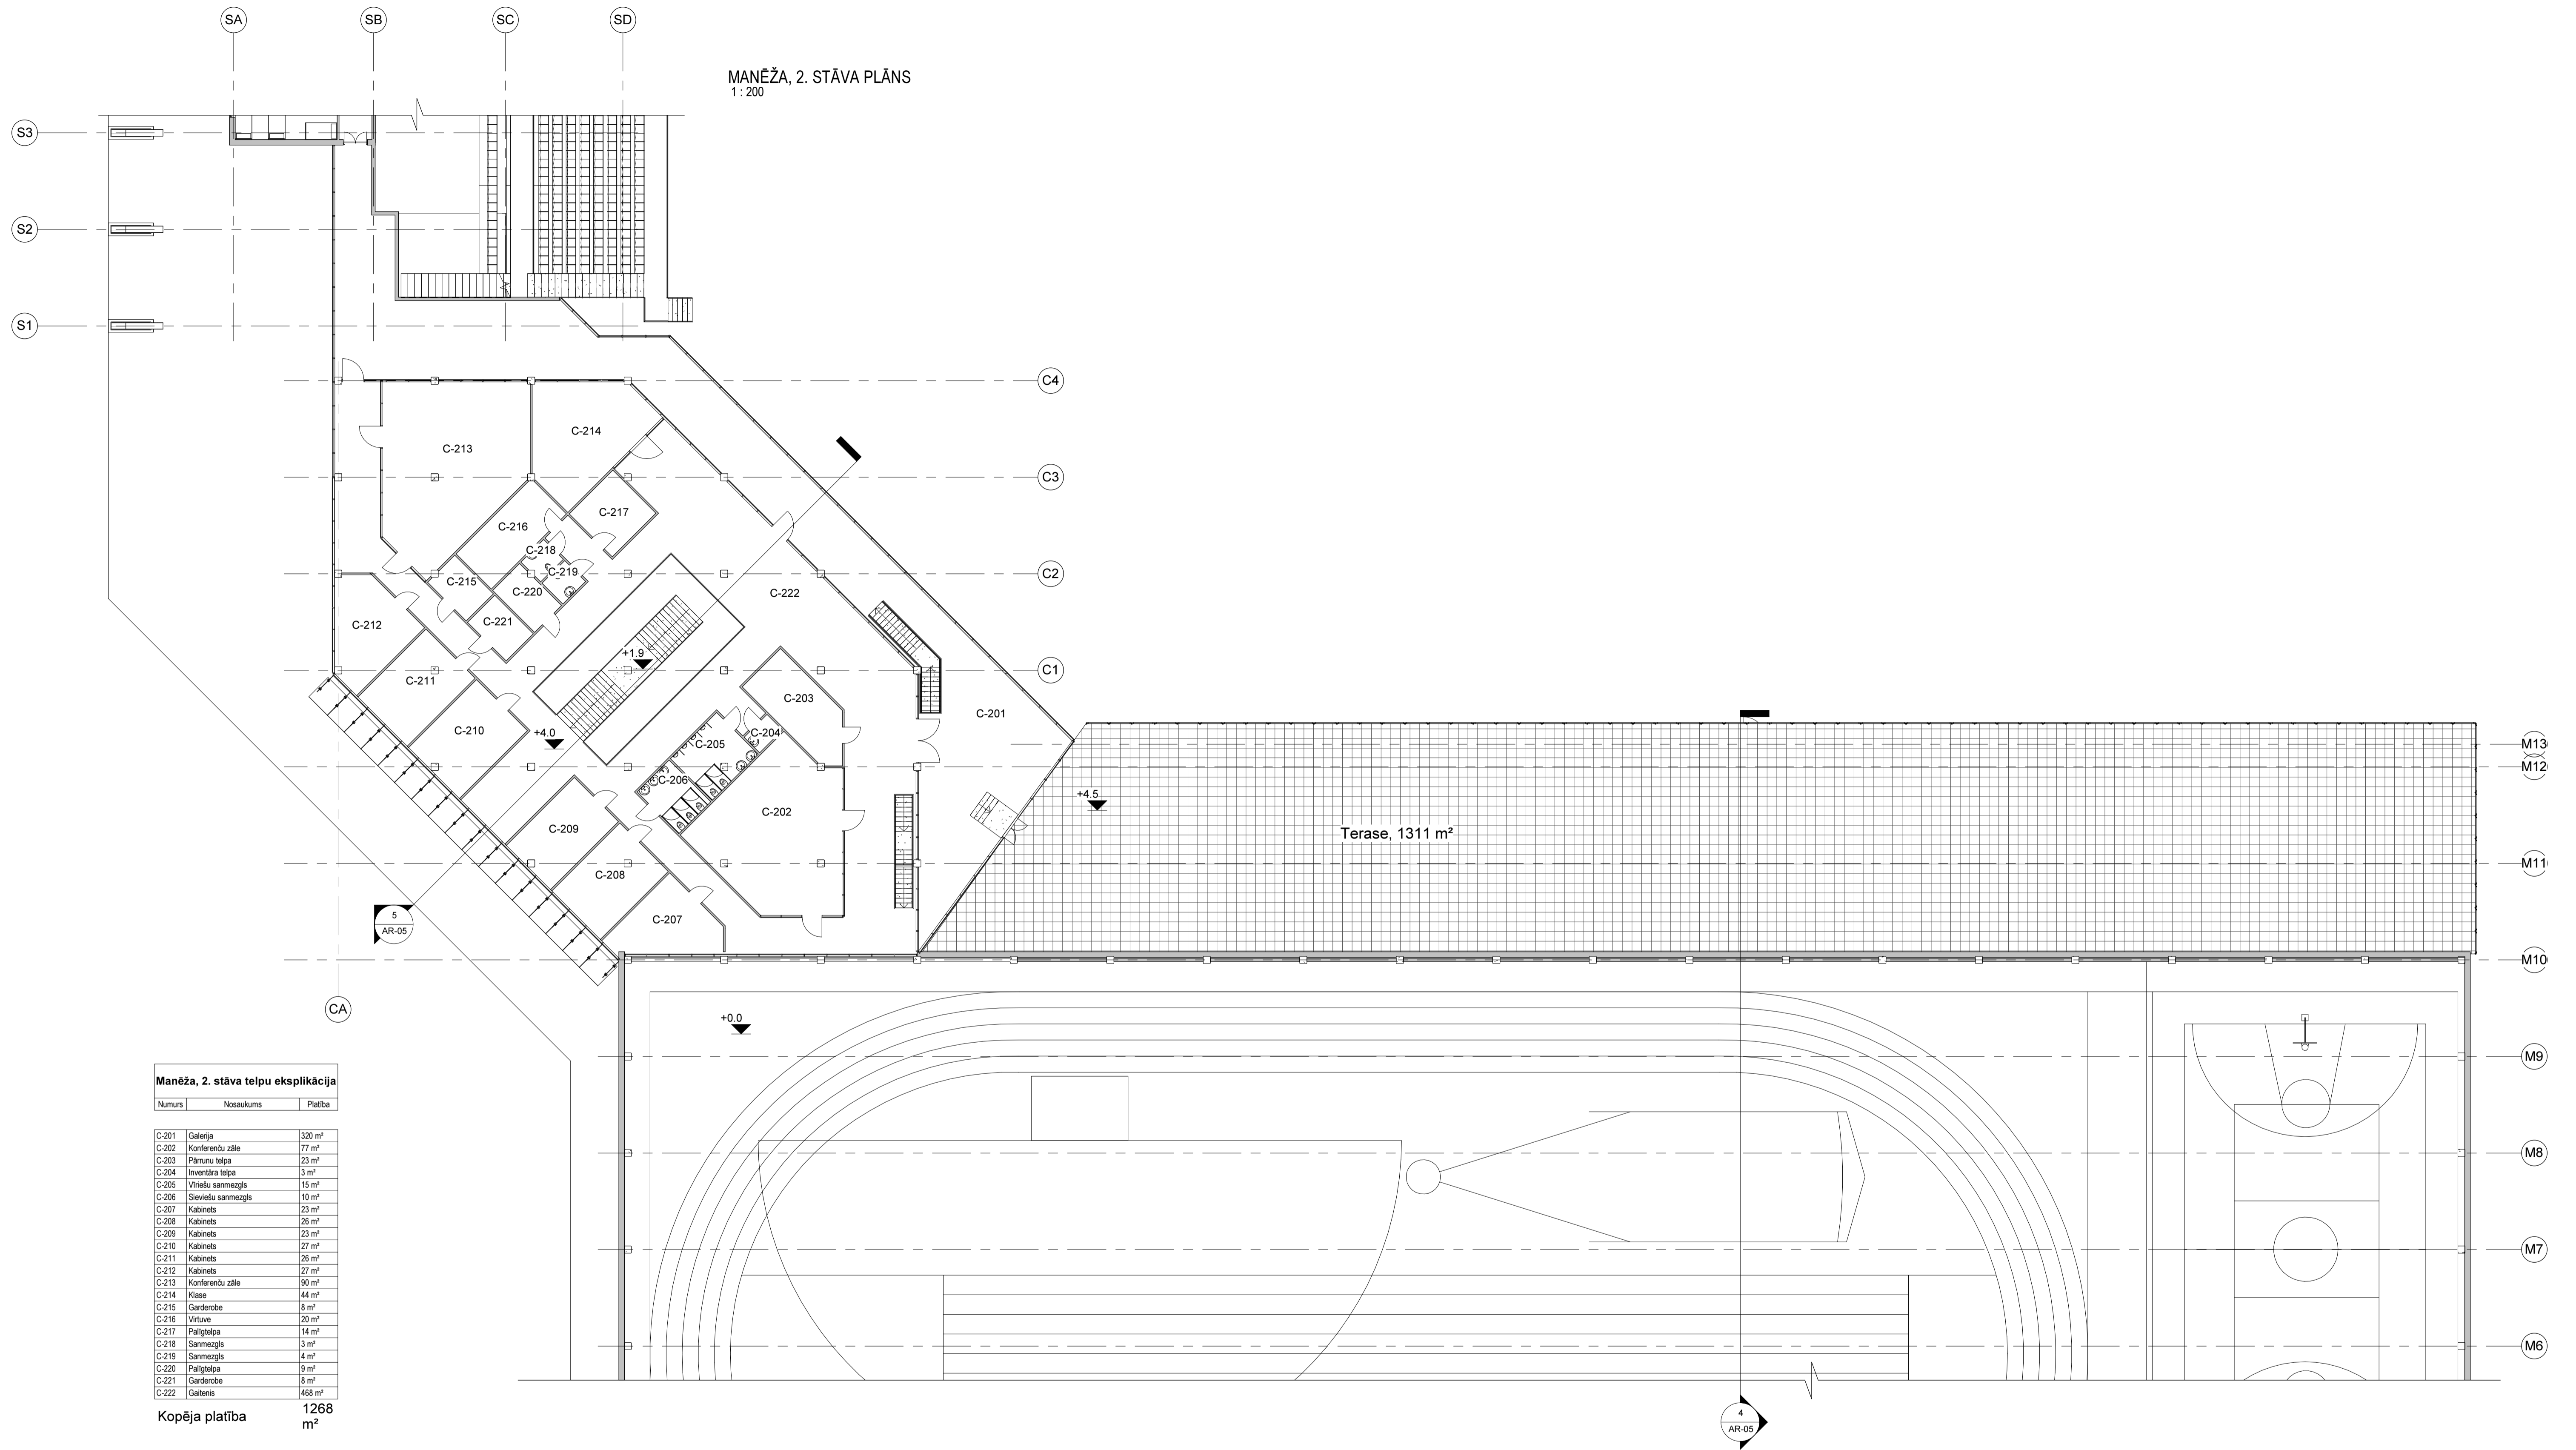 SA SB SC SD
MANĒŽA, 2. STĀVA PLĀNS
1 : 200
S3
S2
S1
C4
C-214
C-213
C3
C-217
C-216
C-218
C-219
C2
C-215
C-220
C-222
C-221
C-212
+1.9
C1
C-211
C-203
C-201
C-210
+4.0
C-204
C-205
M13
M12
C-206
+4.5
C-202
C-209
Terase, 1311 m²
M11
C-208
C-207
5
AR-05
M10
CA
+0.0
M9
M8
M7
M6
Manēža, 2. stāva telpu eksplikācija
Numurs Nosaukums Platība
C-201 Galerija 320 m²
C-202 Konferenču zāle 77 m²
C-203 Pārrunu telpa 23 m²
C-204 Inventāra telpa 3 m²
C-205 Vīriešu sanmezgls 15 m²
C-206 Sieviešu sanmezgls 10 m²
C-207 Kabinets 23 m²
C-208 Kabinets 26 m²
C-209 Kabinets 23 m²
C-210 Kabinets 27 m²
C-211 Kabinets 26 m²
C-212 Kabinets 27 m²
C-213 Konferenču zāle 90 m²
C-214 Klase 44 m²
C-215 Garderobe 8 m²
C-216 Virtuve 20 m²
C-217 Palīgtelpa 14 m²
C-218 Sanmezgls 3 m²
C-219 Sanmezgls 4 m²
C-220 Palīgtelpa 9 m²
C-221 Garderobe 8 m²
C-222 Gaitenis 468 m²
Kopēja platība 1268
m²
4
AR-05